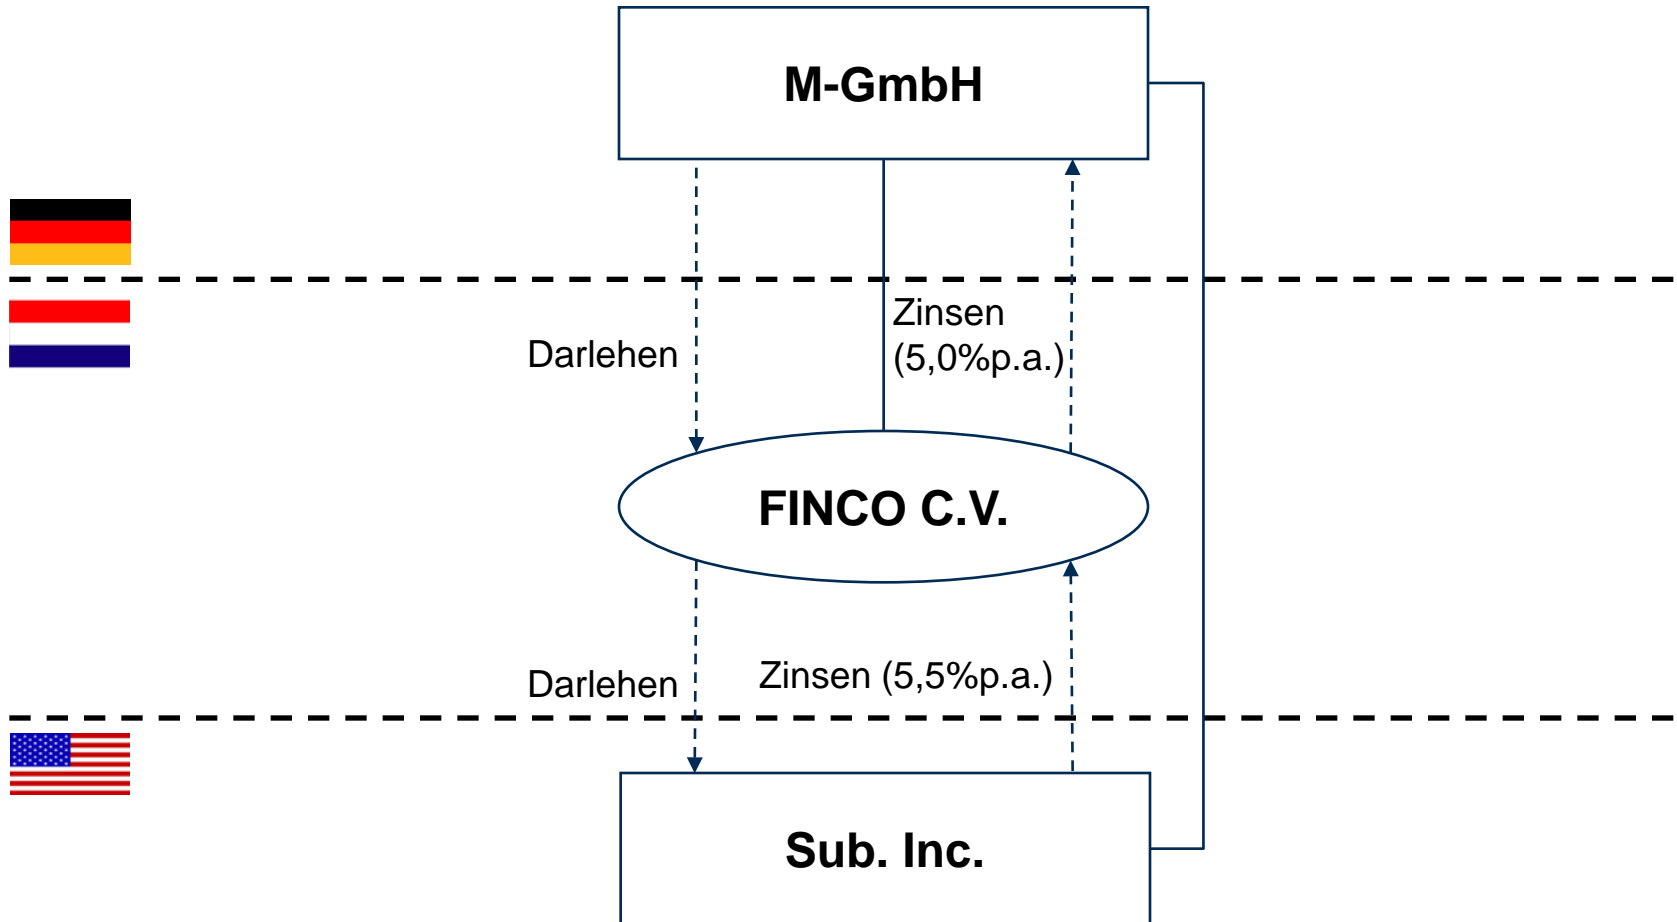 M-GmbH
Zinsen
(5,0%p.a.)
Darlehen
FINCO C.V.
Zinsen (5,5%p.a.)
Darlehen
Sub. Inc.